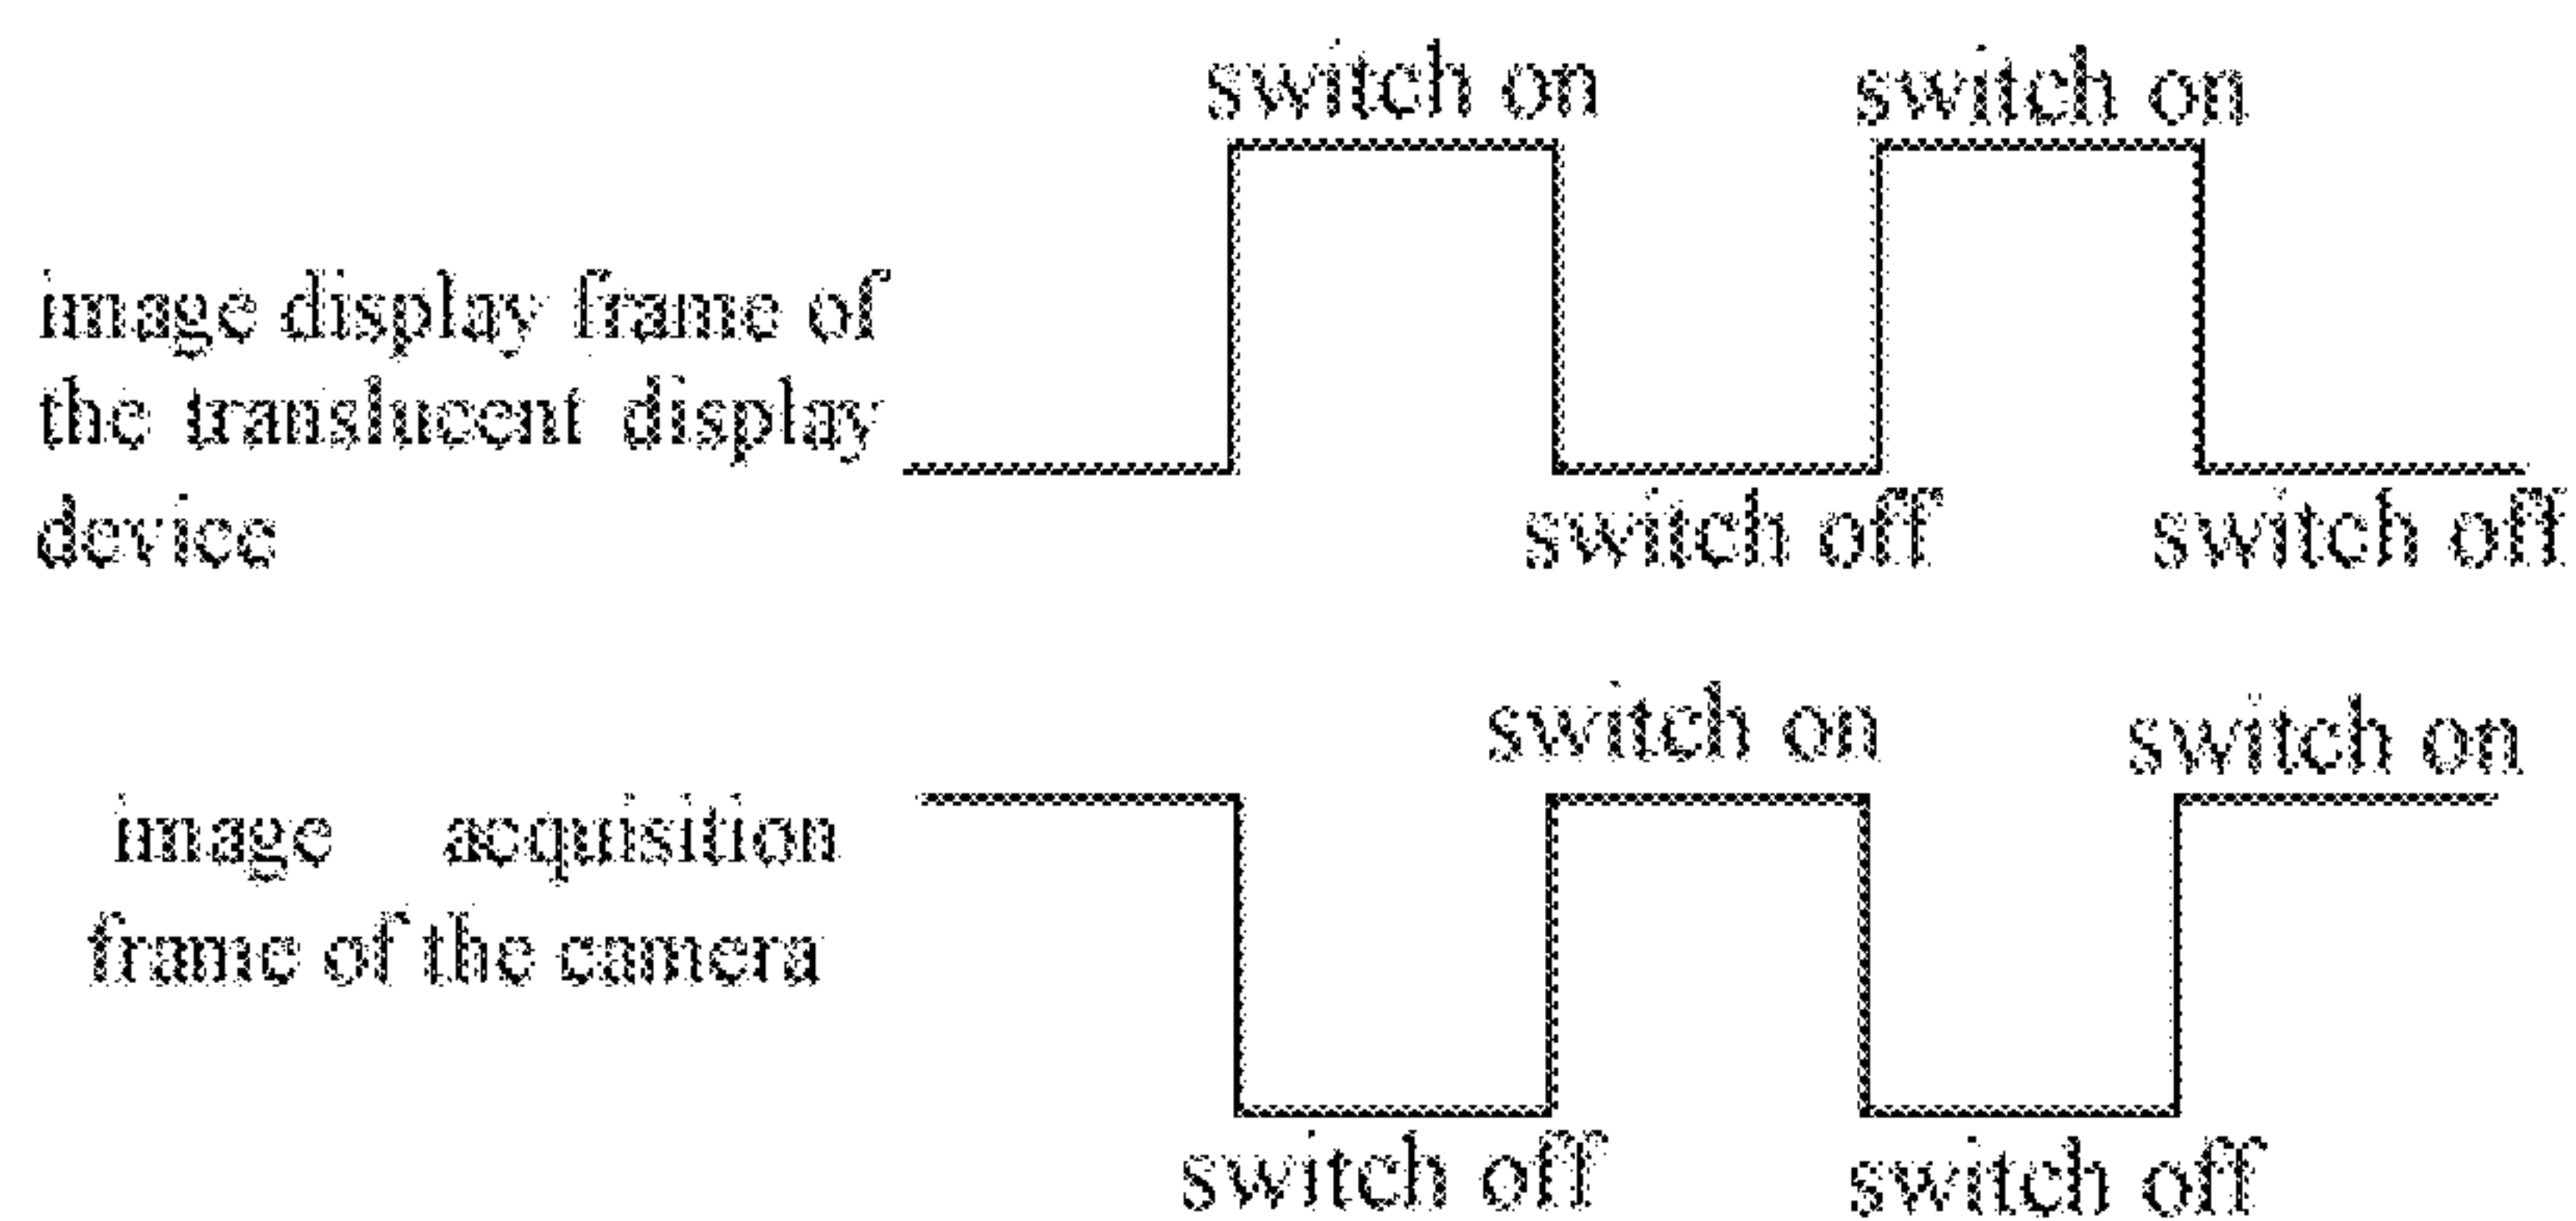 switch on switch on
image display frame of
the translucent display
device
switch off switch off
switch on switch on
image acquisition
frame of the camera
switch off switch off